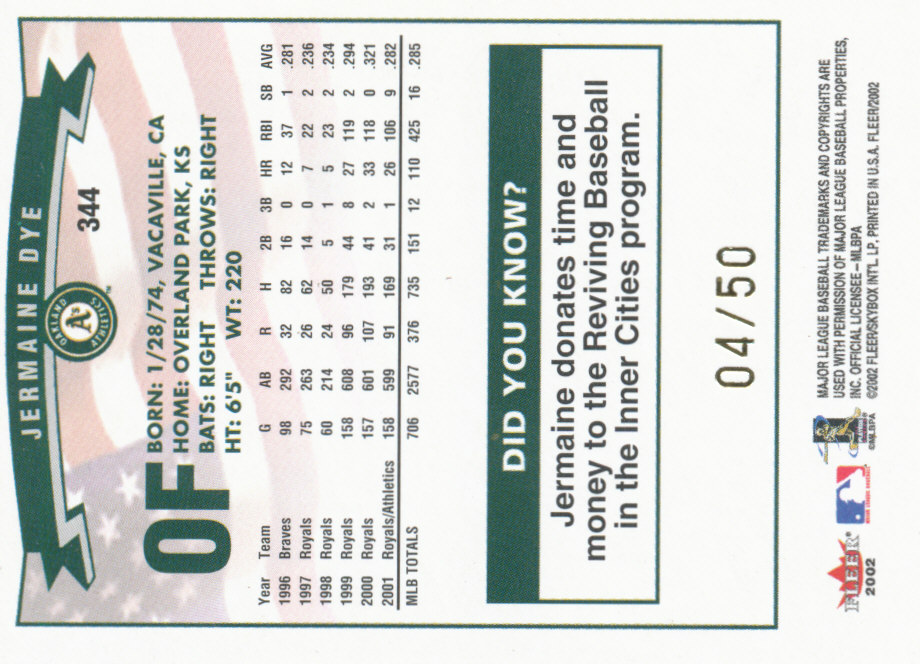 JERMAINE DYE
344
OAKLAND
A's
ATHLETICS
™
OF
BORN: 1/28/74, VACAVILLE, CA
HOME: OVERLAND PARK, KS
BATS: RIGHT THROWS: RIGHT
HT: 6'5" WT: 220
Year Team G AB R H 2B 3B HR RBI SB AVG
1996 Braves 98 292 32 82 16 0 12 37 1 .281
1997 Royals 75 263 26 62 14 0 7 22 2 .236
1998 Royals 60 214 24 50 5 1 5 23 2 .234
1999 Royals 158 608 96 179 44 8 27 119 2 .294
2000 Royals 157 601 107 193 41 2 33 118 0 .321
2001 Royals/Athletics 158 599 91 169 31 1 26 106 9 .282
MLB TOTALS 706 2577 376 735 151 12 110 425 16 .285
DID YOU KNOW?
Jermaine donates time and
money to the Reviving Baseball
in the Inner Cities program.
04/50
FLEER
2002
©MLBPA
MAJOR LEAGUE BASEBALL TRADEMARKS AND COPYRIGHTS ARE
USED WITH PERMISSION OF MAJOR LEAGUE BASEBALL PROPERTIES,
INC. OFFICIAL LICENSEE–MLBPA
©2002 FLEER/SKYBOX INT'L. LP, PRINTED IN U.S.A. FLEER/2002